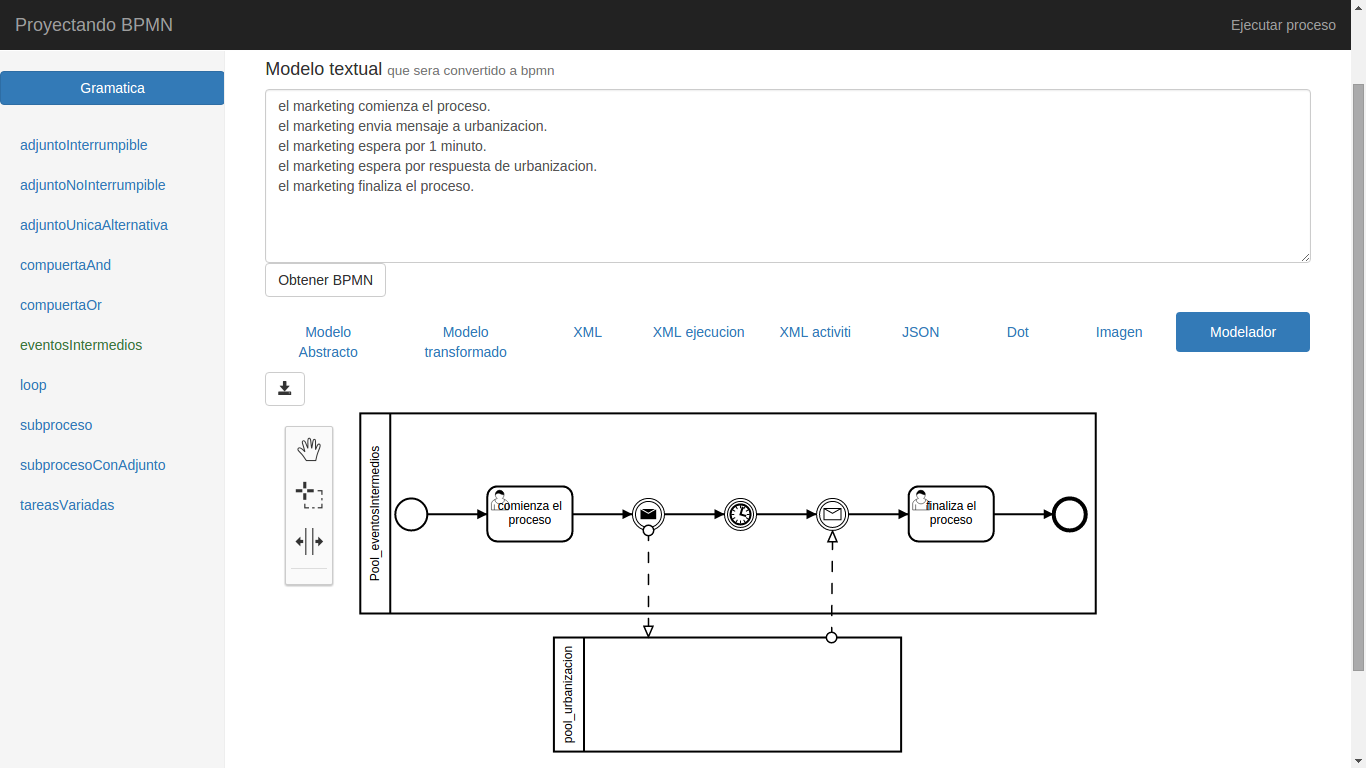 Proyectando BPMN
Ejecutar proceso
Gramatica
adjuntoInterrumpible
adjuntoNoInterrumpible
adjuntoUnicaAlternativa
compuertaAnd
compuertaOr
eventosIntermedios
loop
subproceso
subprocesoConAdjunto
tareasVariadas
Modelo textual que sera convertido a bpmn
el marketing comienza el proceso.
el marketing envia mensaje a urbanizacion.
el marketing espera por 1 minuto.
el marketing espera por respuesta de urbanizacion.
el marketing finaliza el proceso.
Obtener BPMN
Modelo
Abstracto
Modelo
transformado
XML
XML ejecucion
XML activiti
JSON
Dot
Imagen
Modelador
Pool_eventosIntermedios
comienza el
proceso
finaliza el
proceso
pool_urbanizacion